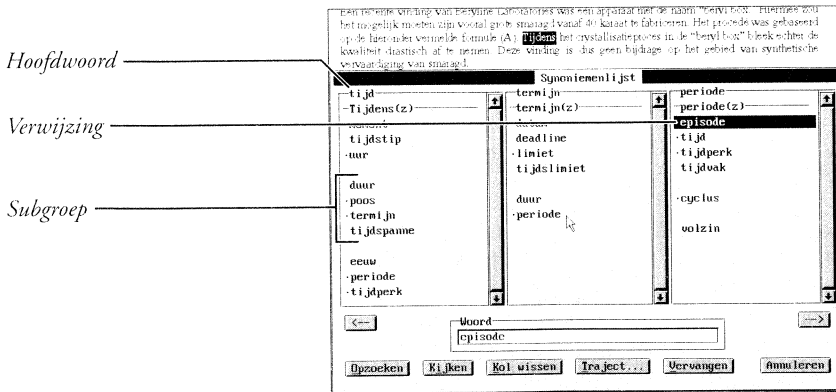 Een recente vinding van Beryline Laboratories was een apparaat met de naam "beryl box". Hiermee zou
het mogelijk moeten zijn vooral grote smaragd vanaf 40 karaat te fabriceren. Het procede was gebaseerd
op de hieronder vermelde formule (A). Tijdens het crystallisatieproces in de "beryl box" bleek echter de
kwaliteit drastisch af te nemen. Deze vinding is dus geen bijdrage op het gebied van synthetische
vervaardiging van smaragd.
Hoofdwoord
Verwijzing
Subgroep
Synoniemenlijst
tijd
Tijdens(z)
tijdstip
·uur
duur
·poos
·termijn
tijdspanne
eeuw
·periode
·tijdperk
termijn
termijn(z)
deadline
·limiet
tijdslimiet
duur
·periode
periode
periode(z)
episode
·tijd
·tijdperk
tijdvak
·cyclus
volzin
<-- 
Woord
episode
-->
Opzoeken Kijken Kol wissen Traject... Vervangen Annuleren